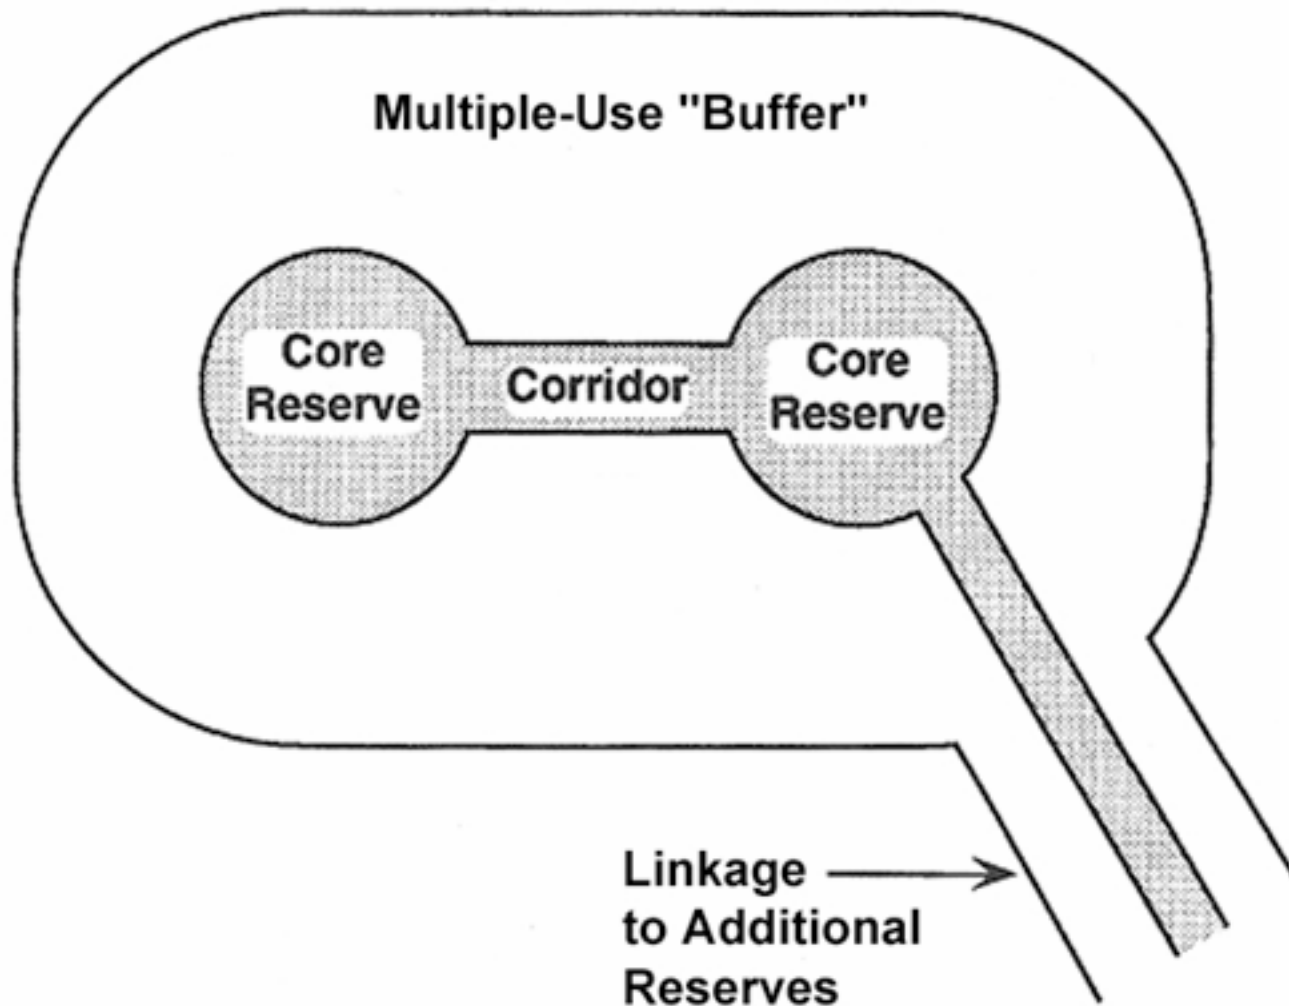 Multiple-Use "Buffer"
Core
Reserve
Corridor
Core
Reserve
Linkage
to Additional
Reserves